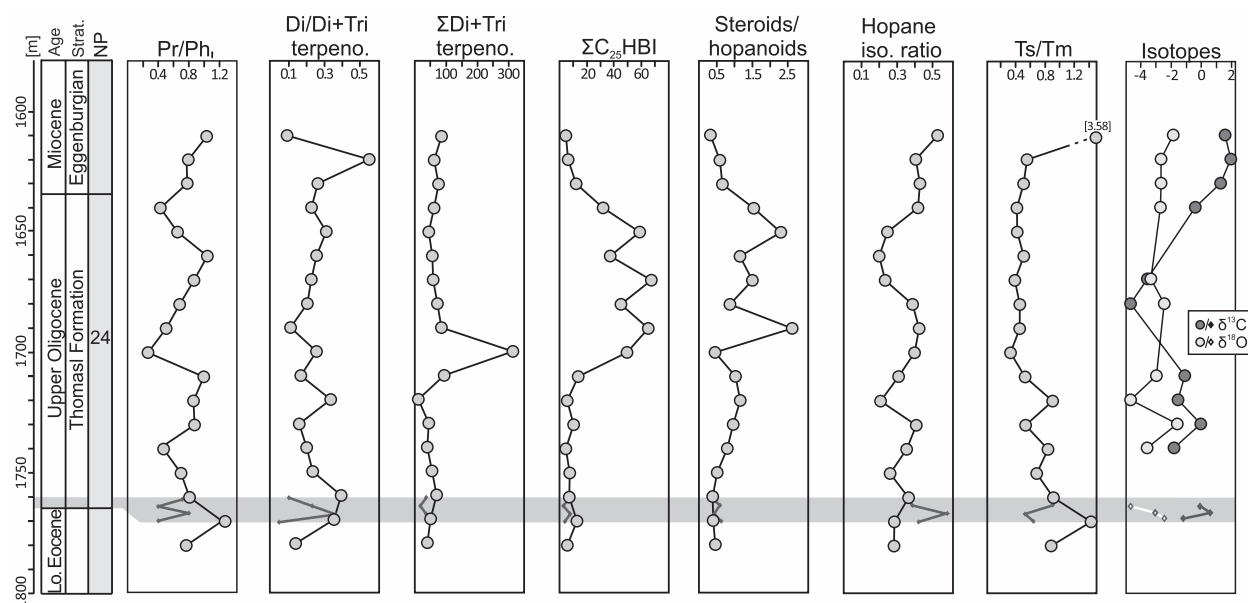 [m]
Age
Strat.
NP
Pr/Ph
Di/Di+Tri
terpeno.
ΣDi+Tri
terpeno.
ΣC₂₅HBI
Steroids/
hopanoids
Hopane
iso. ratio
Ts/Tm
Isotopes
0.4 0.8 1.2
0.1 0.3 0.5
100 200 300
20 40 60
0.5 1.5 2.5
0.1 0.3 0.5
0.4 0.8 1.2
-4 -2 0 2
1600
1650
1700
1750
1800
Miocene
Upper Oligocene
Lo. Eocene
Eggenburgian
Thomasl Formation
24
[3.58]
/ δ¹³C
/ δ¹⁸O